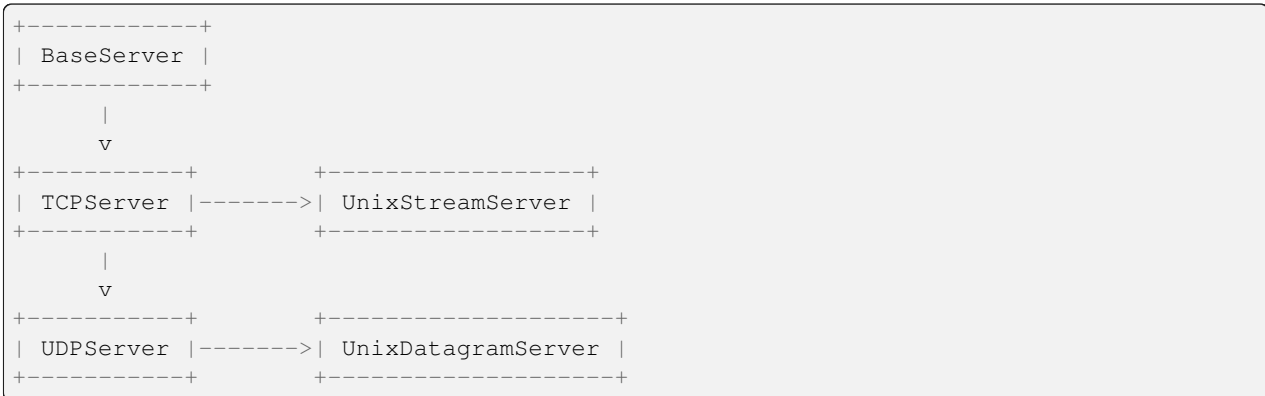 +------------+
| BaseServer |
+------------+
      |
      v
+-----------+        +------------------+
| TCPServer |------->| UnixStreamServer |
+-----------+        +------------------+
      |
      v
+-----------+        +--------------------+
| UDPServer |------->| UnixDatagramServer |
+-----------+        +--------------------+